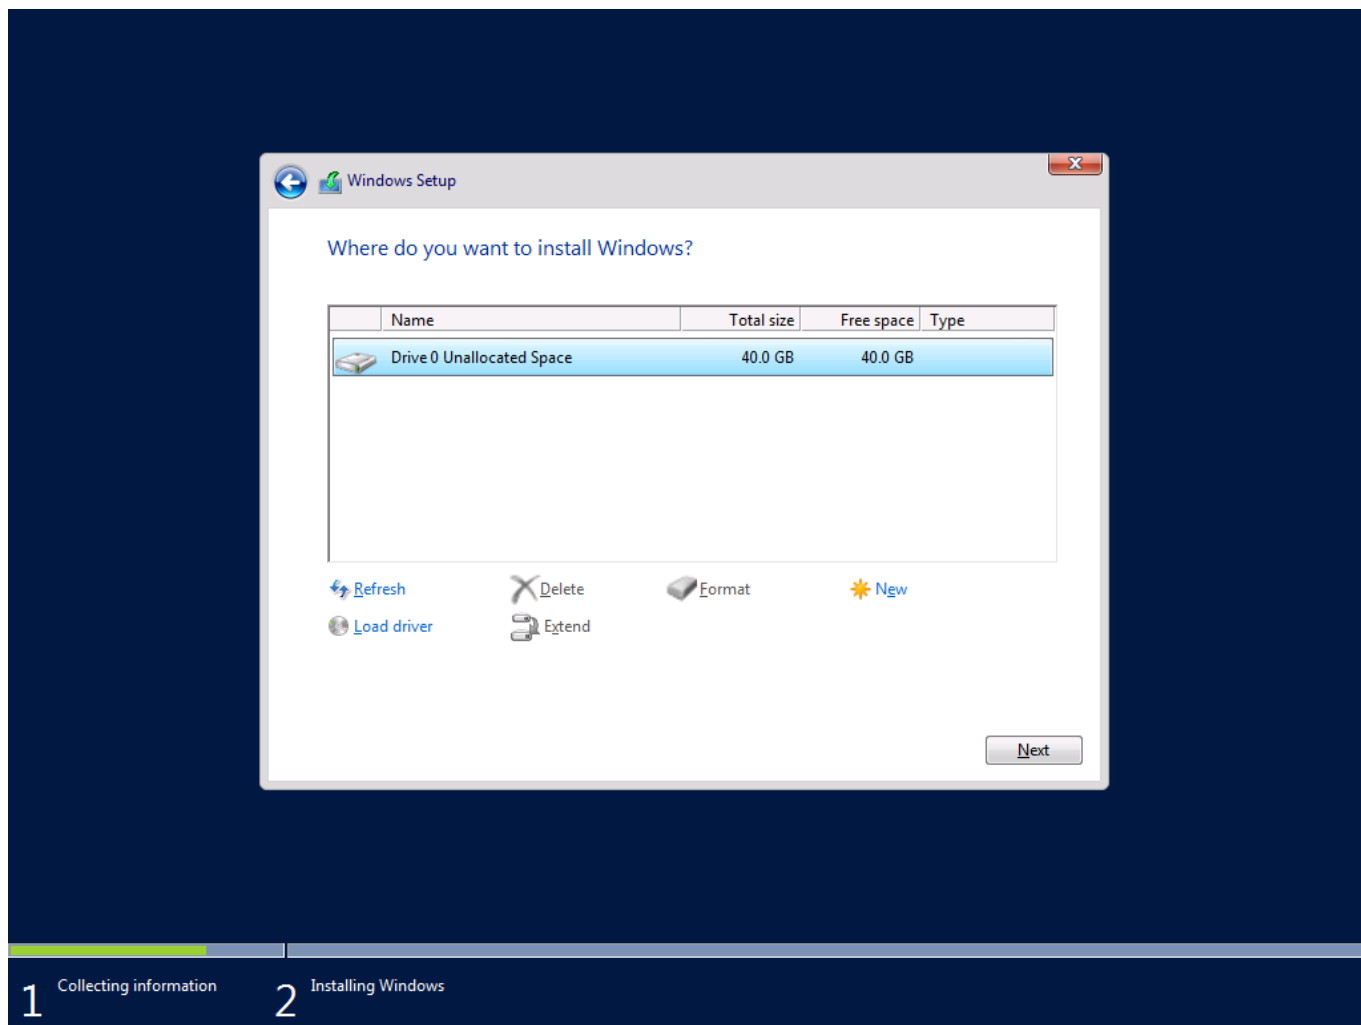 Windows Setup
x
Where do you want to install Windows?
Name Total size Free space Type
Drive 0 Unallocated Space 40.0 GB 40.0 GB
Refresh Delete Format New
Load driver Extend
Next
1 Collecting information 2 Installing Windows